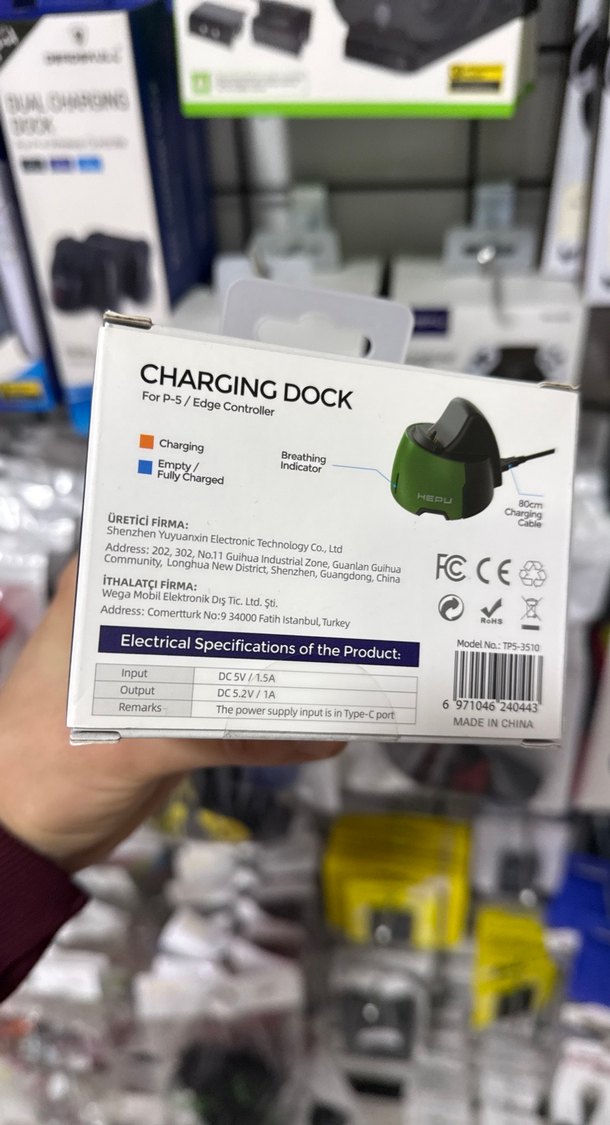 DUAL CHARGING
DOCK
CHARGING DOCK
For P-5 / Edge Controller
Charging
Empty /
Fully Charged
Breathing
Indicator
HEPU
80cm
Charging
Cable
ÜRETİCİ FİRMA:
Shenzhen Yuyuanxin Electronic Technology Co., Ltd
Address: 202, 302, No.11 Guihua Industrial Zone, Guanlan Guihua
Community, Longhua New District, Shenzhen, Guangdong, China
İTHALATÇI FİRMA:
Wega Mobil Elektronik Dış Tic. Ltd. Şti.
Address: Comertturk No:9 34000 Fatih Istanbul, Turkey
FC CE
RoHS
Electrical Specifications of the Product:
Input DC 5V / 1.5A
Output DC 5.2V / 1A
Remarks The power supply input is in Type-C port
Model No.: TP5-3510
6 971046 240443
MADE IN CHINA